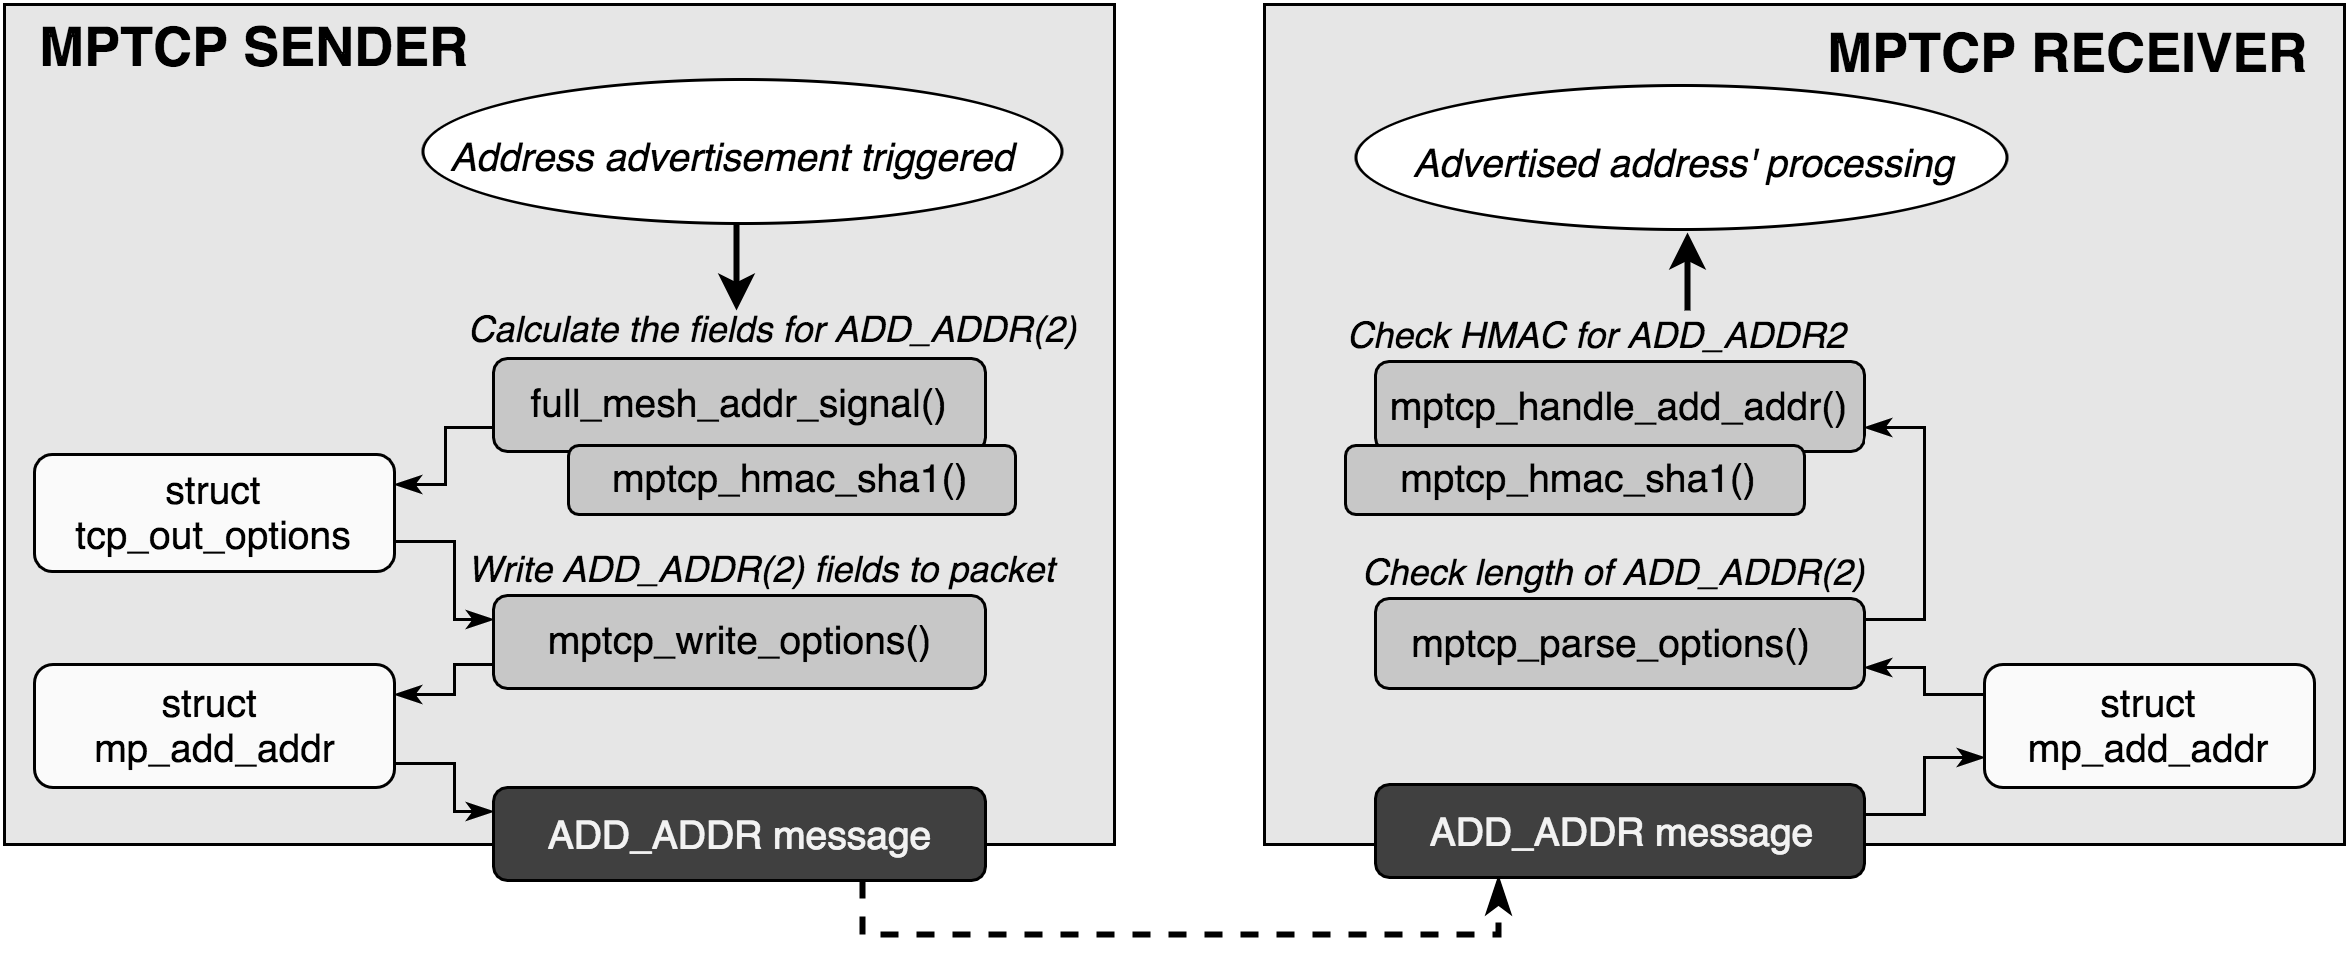 MPTCP SENDER
Address advertisement triggered
Calculate the fields for ADD_ADDR(2)
full_mesh_addr_signal()
mptcp_hmac_sha1()
struct
tcp_out_options
Write ADD_ADDR(2) fields to packet
mptcp_write_options()
struct
mp_add_addr
ADD_ADDR message
MPTCP RECEIVER
Advertised address' processing
Check HMAC for ADD_ADDR2
mptcp_handle_add_addr()
mptcp_hmac_sha1()
Check length of ADD_ADDR(2)
mptcp_parse_options()
struct
mp_add_addr
ADD_ADDR message